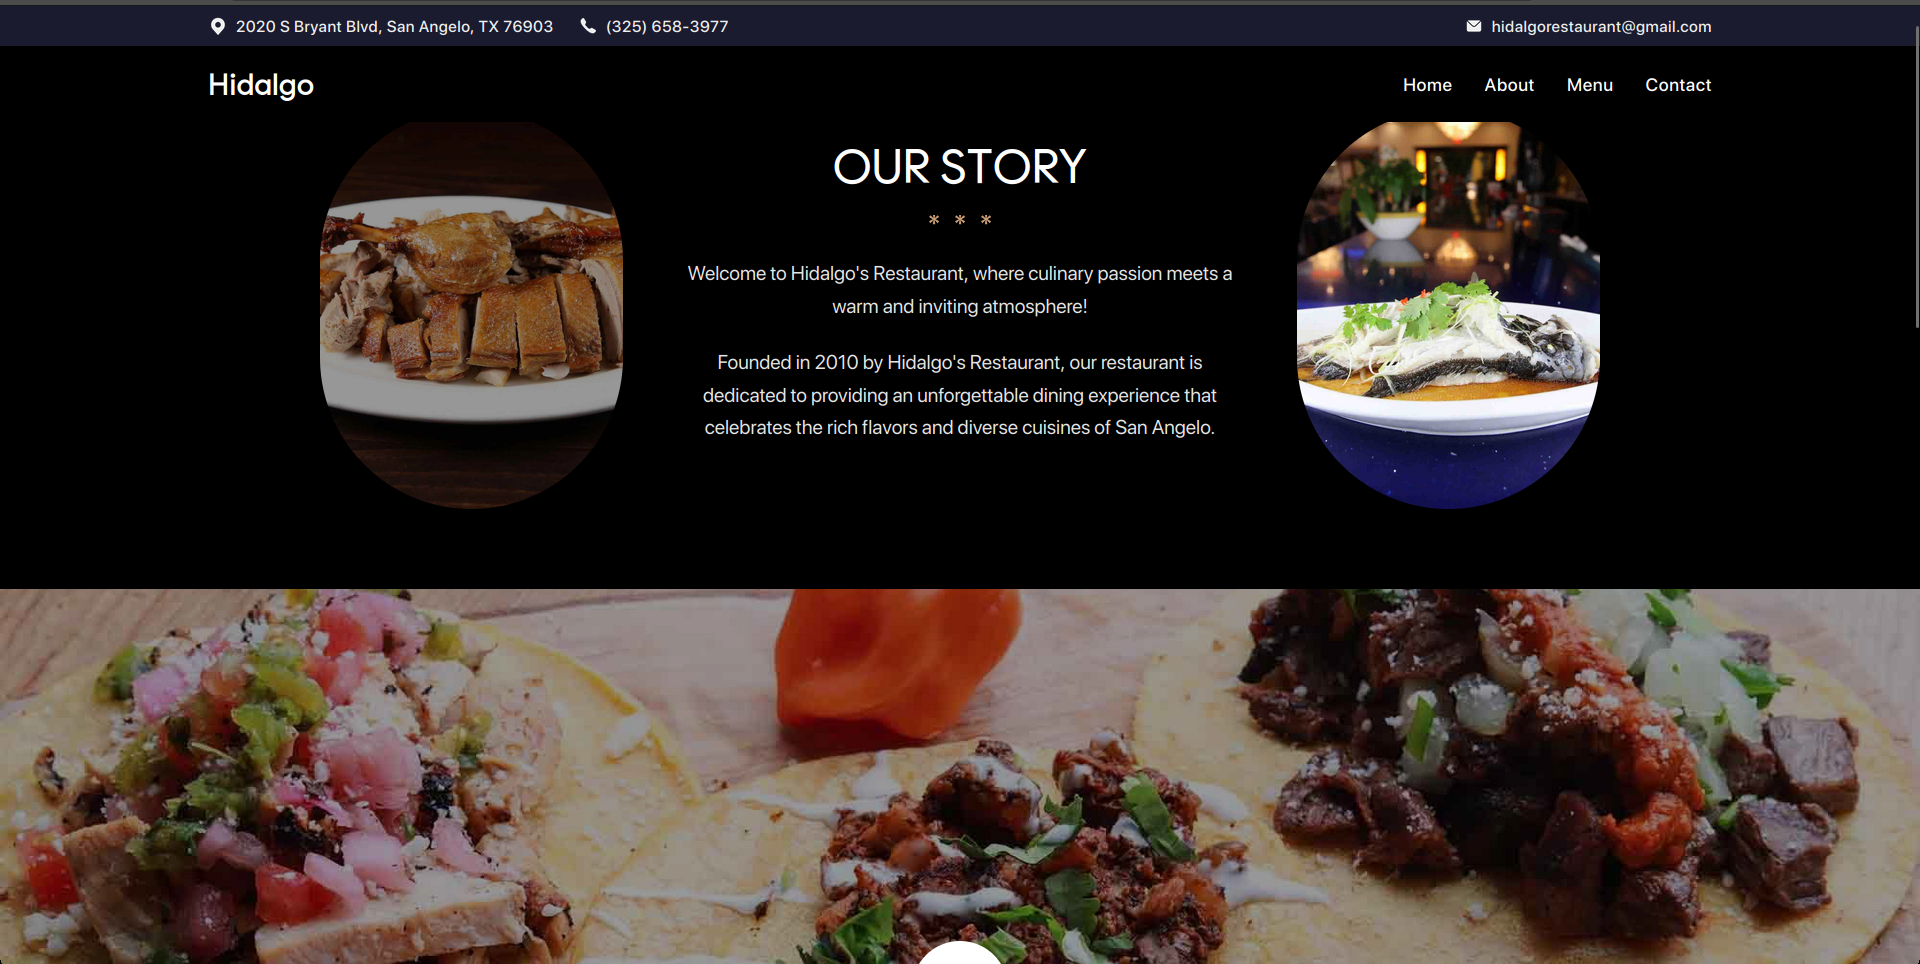 2020 S Bryant Blvd, San Angelo, TX 76903 (325) 658-3977 hidalgorestaurant@gmail.com
Hidalgo Home About Menu Contact
OUR STORY
* * *
Welcome to Hidalgo's Restaurant, where culinary passion meets a
warm and inviting atmosphere!
Founded in 2010 by Hidalgo's Restaurant, our restaurant is
dedicated to providing an unforgettable dining experience that
celebrates the rich flavors and diverse cuisines of San Angelo.